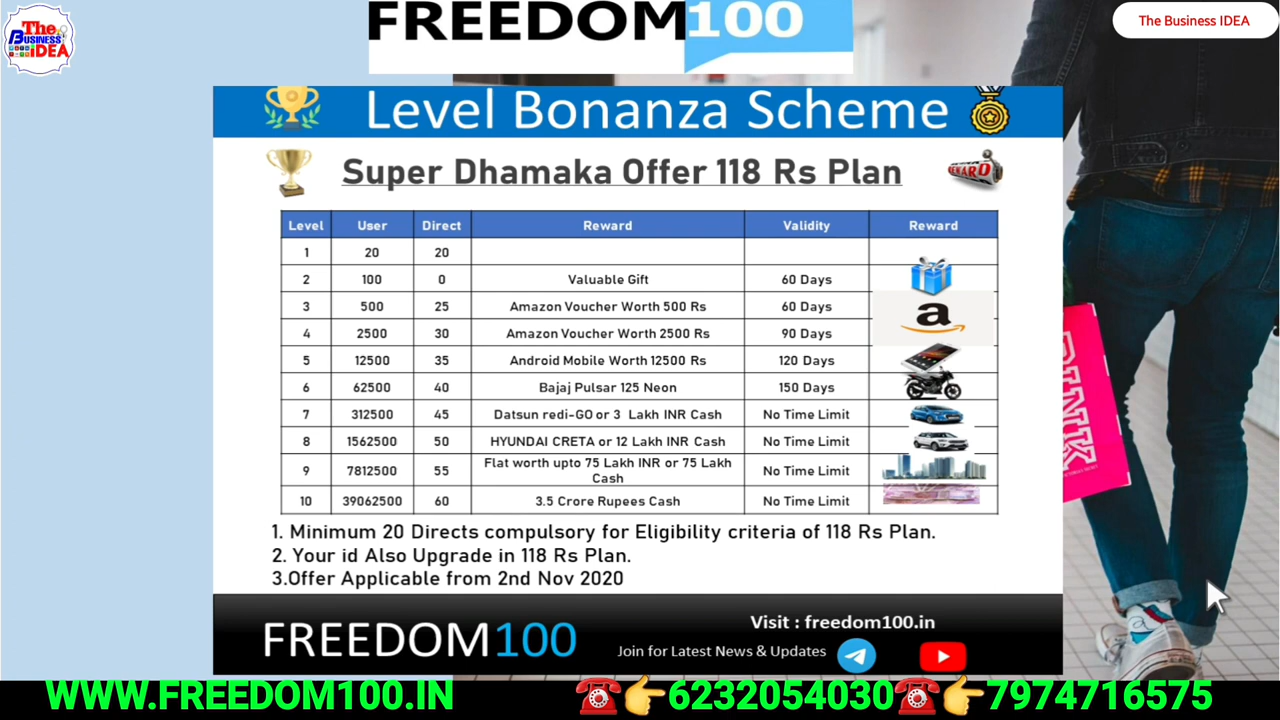 The
BUSINESS
IDEA
FREEDOM100
The Business IDEA
Level Bonanza Scheme
Super Dhamaka Offer 118 Rs Plan
REWARD
Level User Direct Reward Validity Reward
1 20 20
2 100 0 Valuable Gift 60 Days
3 500 25 Amazon Voucher Worth 500 Rs 60 Days
a
4 2500 30 Amazon Voucher Worth 2500 Rs 90 Days
5 12500 35 Android Mobile Worth 12500 Rs 120 Days
6 62500 40 Bajaj Pulsar 125 Neon 150 Days
7 312500 45 Datsun redi-GO or 3 Lakh INR Cash No Time Limit
8 1562500 50 HYUNDAI CRETA or 12 Lakh INR Cash No Time Limit
9 7812500 55 Flat worth upto 75 Lakh INR or 75 Lakh Cash No Time Limit
10 39062500 60 3.5 Crore Rupees Cash No Time Limit
1. Minimum 20 Directs compulsory for Eligibility criteria of 118 Rs Plan.
2. Your id Also Upgrade in 118 Rs Plan.
3.Offer Applicable from 2nd Nov 2020
FREEDOM100
Visit : freedom100.in
Join for Latest News & Updates
WWW.FREEDOM100.IN
6232054030
7974716575